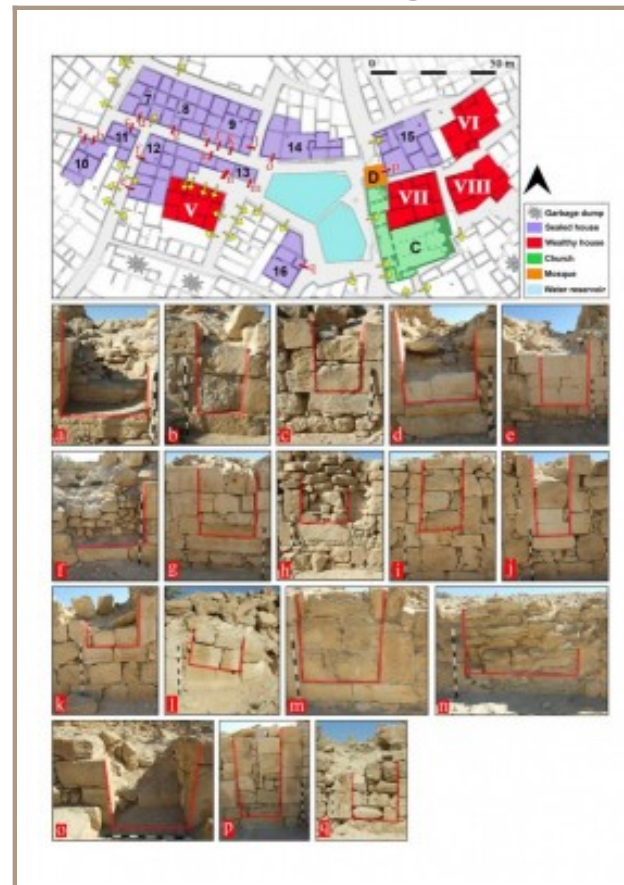 0 50 m
VI
7
8
9
14
15
11
10
12
13
D
V
VII
VIII
C
16
Garbage dump
Sealed house
Wealthy house
Church
Mosque
Water reservoir
a
b
c
d
e
f
g
h
i
j
k
l
m
n
o
p
q